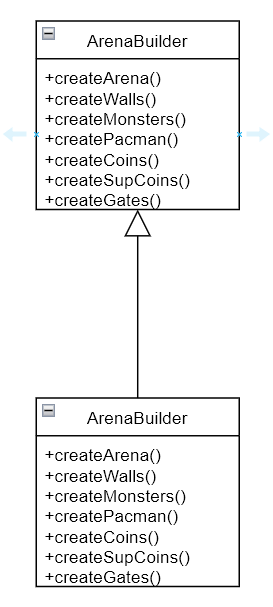 ArenaBuilder
+createArena()
+createWalls()
+createMonsters()
+createPacman()
+createCoins()
+createSupCoins()
+createGates()
ArenaBuilder
+createArena()
+createWalls()
+createMonsters()
+createPacman()
+createCoins()
+createSupCoins()
+createGates()